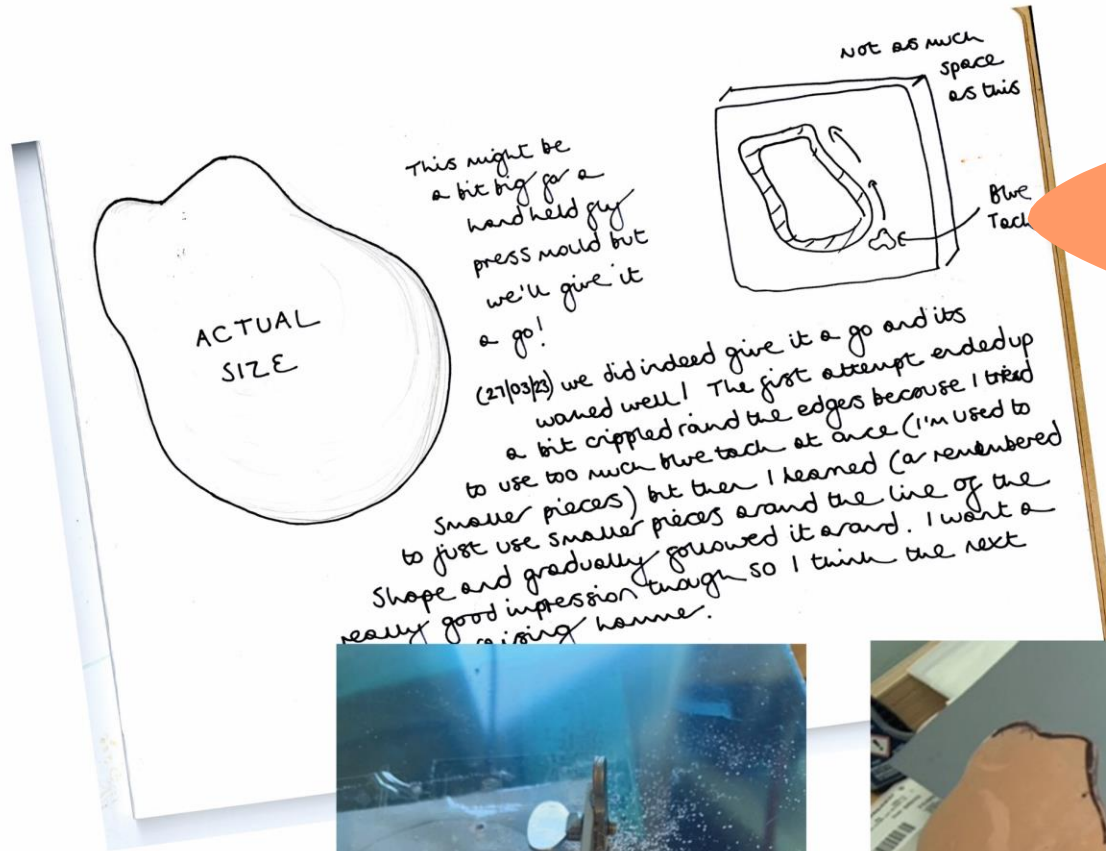 This might be
a bit big for a
hand held fly
press mould but
we'll give it
a go!
Not as much
space
as this
Blue
Tack
ACTUAL
SIZE
(27/03/23) we did indeed give it a go and its
worked well! The first attempt ended up
a bit crippled round the edges because I tried
to use too much blue tack at once (I'm used to
smaller pieces) but then I learned (or remembered
to just use smaller pieces around the line of the
shape and gradually followed it around. I want a
really good impression though so I think the next
raising hammer.